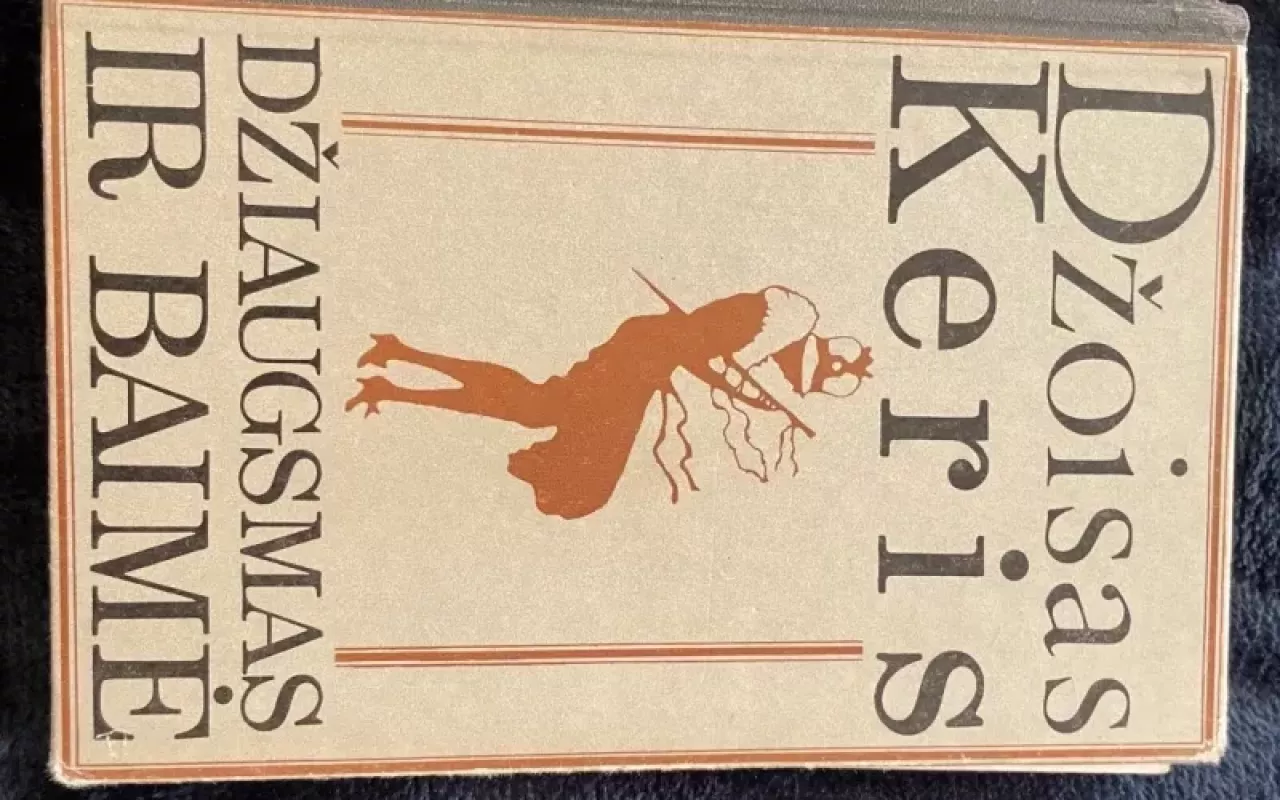 Džoisas
Keris
DŽIAUGSMAS
IR BAIMĖ